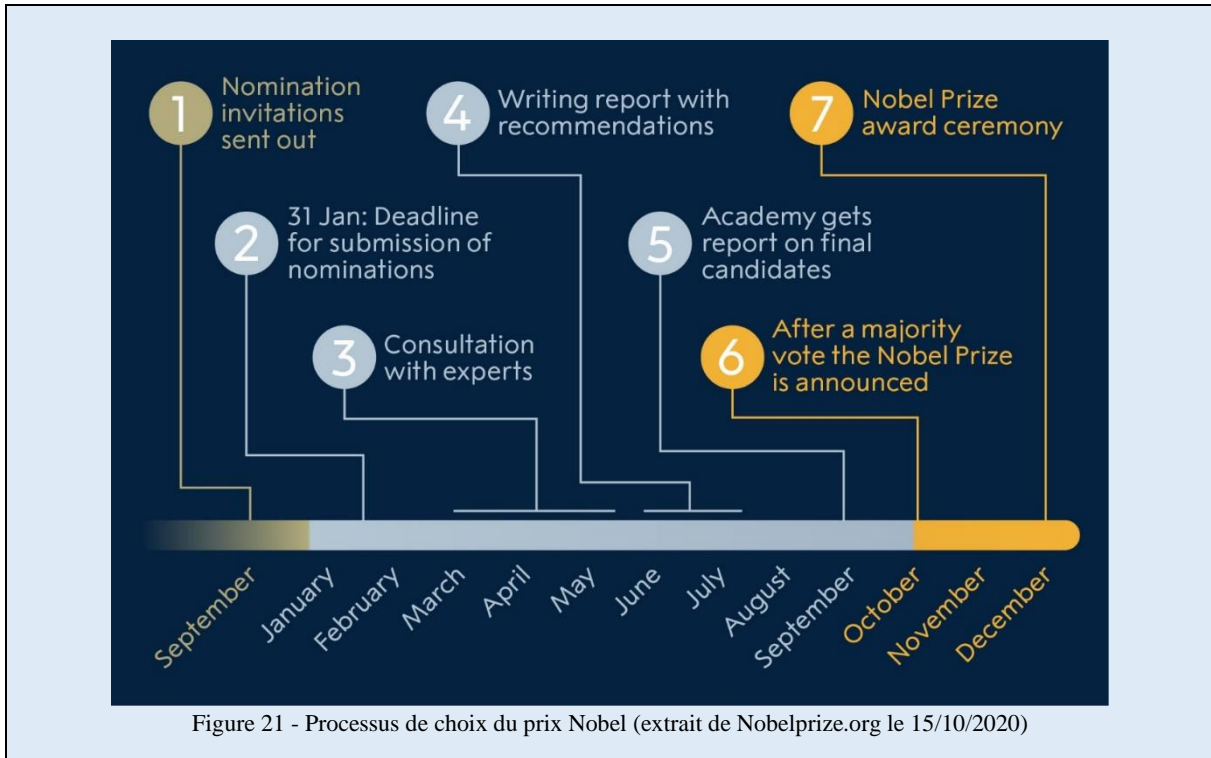 1
Nomination
invitations
sent out
4
Writing report with
recommendations
7
Nobel Prize
award ceremony
2
31 Jan: Deadline
for submission of
nominations
5
Academy gets
report on final
candidates
3
Consultation
with experts
6
After a majority
vote the Nobel Prize
is announced
September
January
February
March
April
May
June
July
August
September
October
November
December
Figure 21 - Processus de choix du prix Nobel (extrait de Nobelprize.org le 15/10/2020)